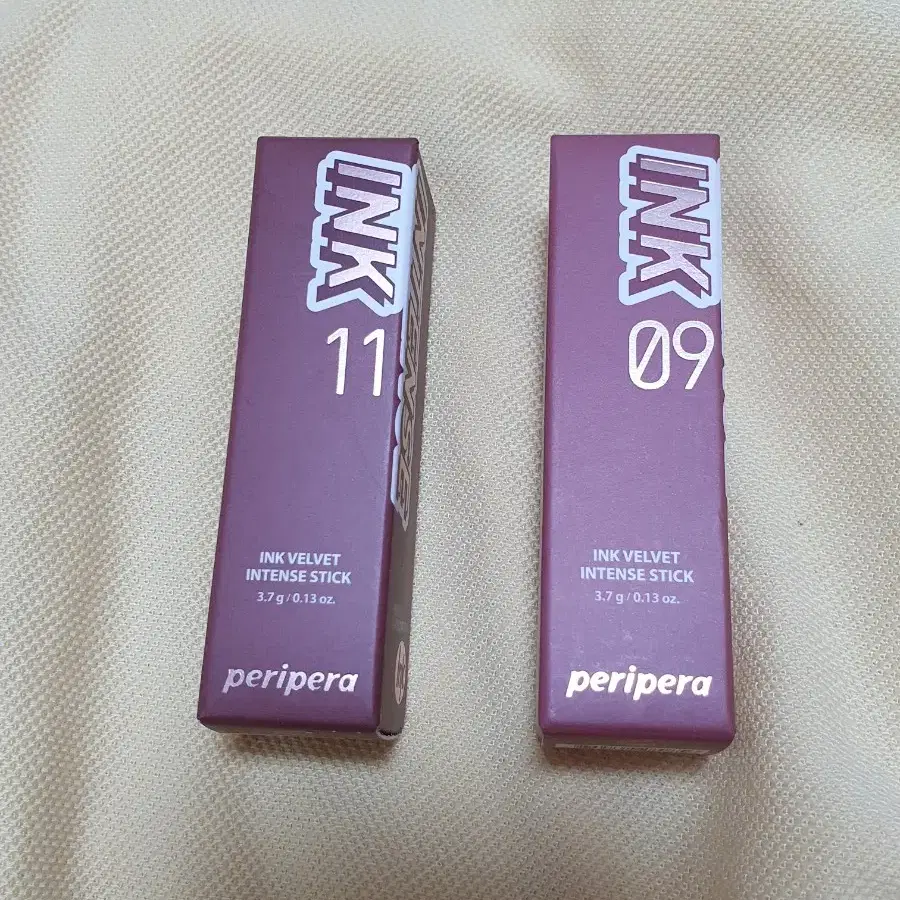 INK
INTENSE
11
INK VELVET
INTENSE STICK
3.7 g / 0.13 oz.
peripera
INK
09
INK VELVET
INTENSE STICK
3.7 g / 0.13 oz.
peripera